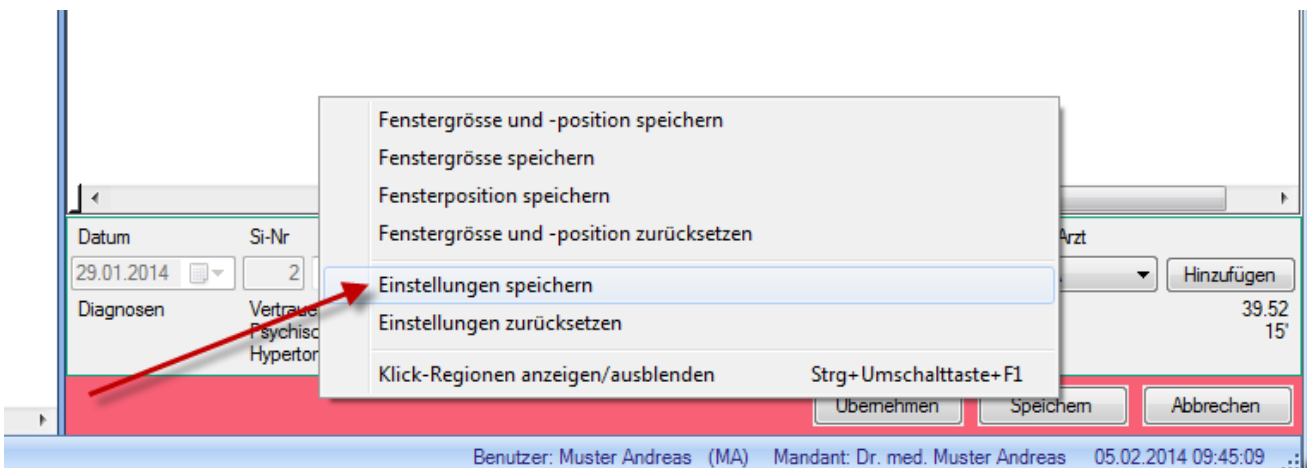 Fenstergrösse und -position speichern
Fenstergrösse speichern
Fensterposition speichern
Fenstergrösse und -position zurücksetzen
Einstellungen speichern
Einstellungen zurücksetzen
Klick-Regionen anzeigen/ausblenden Strg+Umschalttaste+F1
Datum Si-Nr Arzt
29.01.2014 2 Hinzufügen
Diagnosen 39.52
15'
Übernehmen Speichern Abbrechen
Benutzer: Muster Andreas (MA) Mandant: Dr. med. Muster Andreas 05.02.2014 09:45:09